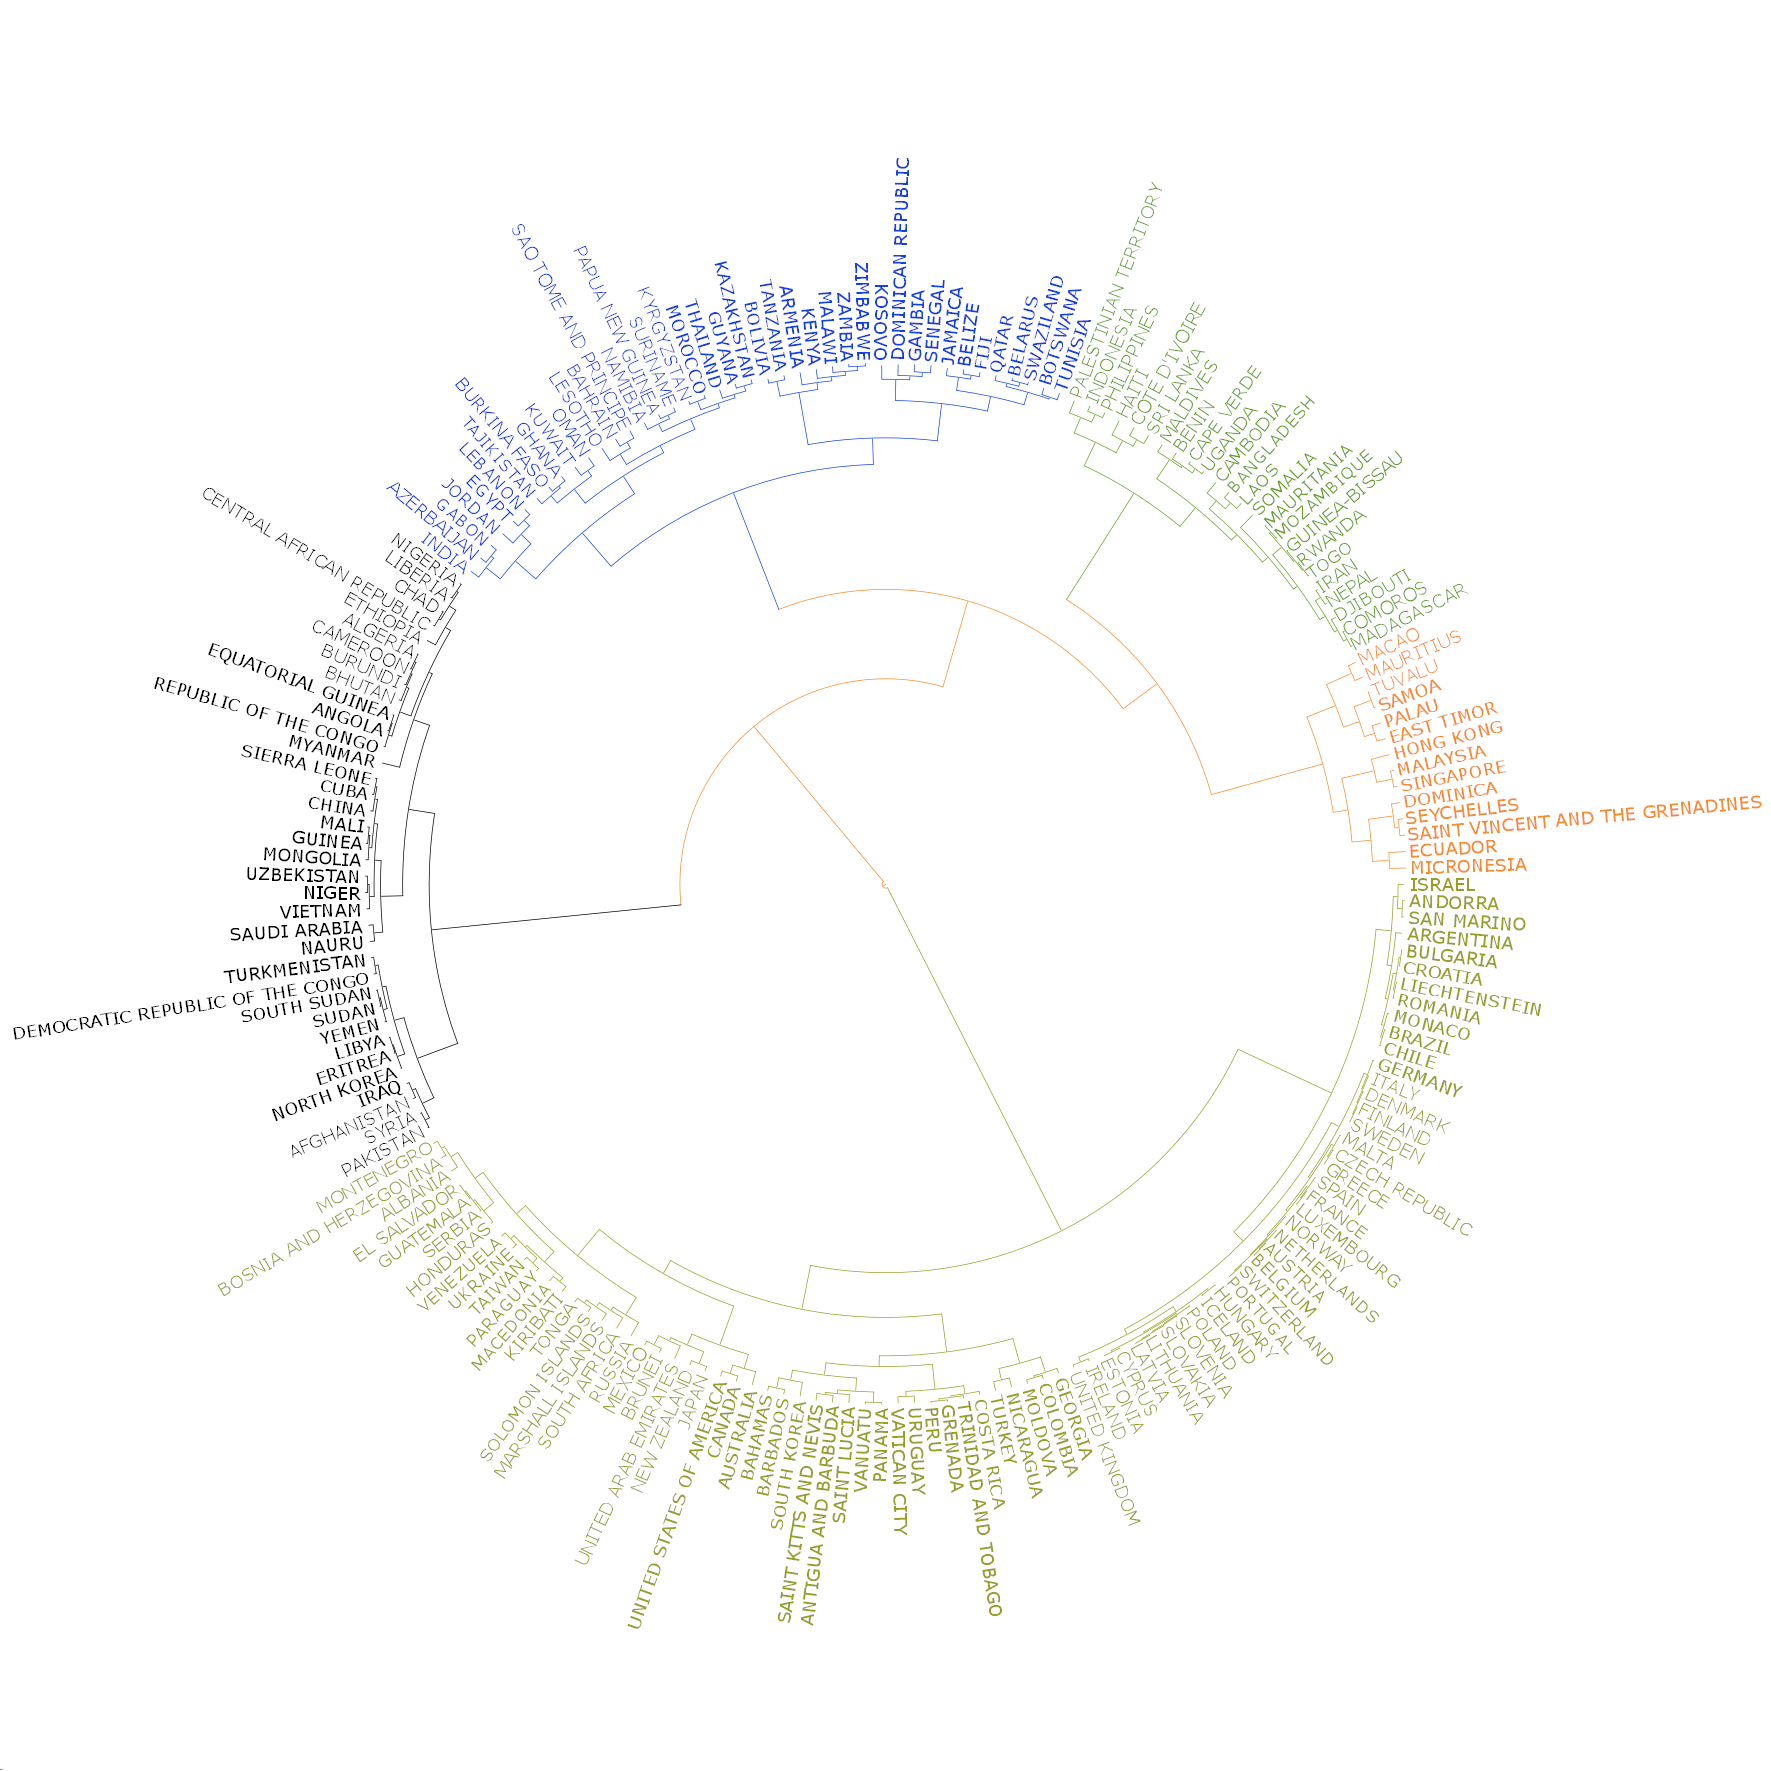 PALESTINIAN TERRITORY
INDONESIA
PHILIPPINES
HAITI
COTE D'IVOIRE
SRI LANKA
MALDIVES
BENIN
CAPE VERDE
UGANDA
CAMBODIA
BANGLADESH
LAOS
SOMALIA
MAURITANIA
MOZAMBIQUE
GUINEA-BISSAU
RWANDA
TOGO
IRAN
NEPAL
DJIBOUTI
COMOROS
MADAGASCAR
MACAO
MAURITIUS
TUVALU
SAMOA
PALAU
EAST TIMOR
HONG KONG
MALAYSIA
SINGAPORE
DOMINICA
SEYCHELLES
SAINT VINCENT AND THE GRENADINES
ECUADOR
MICRONESIA
ISRAEL
ANDORRA
SAN MARINO
ARGENTINA
BULGARIA
CROATIA
LIECHTENSTEIN
ROMANIA
MONACO
BRAZIL
CHILE
GERMANY
ITALY
DENMARK
FINLAND
SWEDEN
MALTA
CZECH REPUBLIC
GREECE
SPAIN
FRANCE
LUXEMBOURG
NORWAY
NETHERLANDS
AUSTRIA
BELGIUM
SWITZERLAND
PORTUGAL
HUNGARY
ICELAND
POLAND
SLOVENIA
SLOVAKIA
LITHUANIA
LATVIA
CYPRUS
ESTONIA
IRELAND
UNITED KINGDOM
GEORGIA
COLOMBIA
MOLDOVA
NICARAGUA
TURKEY
COSTA RICA
TRINIDAD AND TOBAGO
GRENADA
PERU
URUGUAY
VATICAN CITY
PANAMA
VANUATU
SAINT LUCIA
ANTIGUA AND BARBUDA
SAINT KITTS AND NEVIS
SOUTH KOREA
BARBADOS
BAHAMAS
AUSTRALIA
CANADA
UNITED STATES OF AMERICA
JAPAN
NEW ZEALAND
UNITED ARAB EMIRATES
BRUNEI
MEXICO
RUSSIA
SOUTH AFRICA
MARSHALL ISLANDS
SOLOMON ISLANDS
TONGA
KIRIBATI
MACEDONIA
PARAGUAY
TAIWAN
UKRAINE
VENEZUELA
HONDURAS
SERBIA
GUATEMALA
EL SALVADOR
ALBANIA
BOSNIA AND HERZEGOVINA
MONTENEGRO
PAKISTAN
SYRIA
AFGHANISTAN
IRAQ
NORTH KOREA
ERITREA
LIBYA
YEMEN
SUDAN
SOUTH SUDAN
DEMOCRATIC REPUBLIC OF THE CONGO
TURKMENISTAN
NAURU
SAUDI ARABIA
VIETNAM
NIGER
UZBEKISTAN
MONGOLIA
GUINEA
MALI
CHINA
CUBA
SIERRA LEONE
MYANMAR
REPUBLIC OF THE CONGO
ANGOLA
EQUATORIAL GUINEA
BHUTAN
BURUNDI
CAMEROON
ALGERIA
ETHIOPIA
CENTRAL AFRICAN REPUBLIC
CHAD
LIBERIA
NIGERIA
INDIA
AZERBAIJAN
GABON
JORDAN
EGYPT
LEBANON
TAJIKISTAN
BURKINA FASO
GHANA
KUWAIT
OMAN
LESOTHO
BAHRAIN
SAO TOME AND PRINCIPE
NAMIBIA
PAPUA NEW GUINEA
SURINAME
KYRGYZSTAN
MOROCCO
THAILAND
GUYANA
KAZAKHSTAN
BOLIVIA
TANZANIA
ARMENIA
KENYA
MALAWI
ZAMBIA
ZIMBABWE
KOSOVO
DOMINICAN REPUBLIC
GAMBIA
SENEGAL
JAMAICA
BELIZE
FIJI
QATAR
BELARUS
SWAZILAND
BOTSWANA
TUNISIA